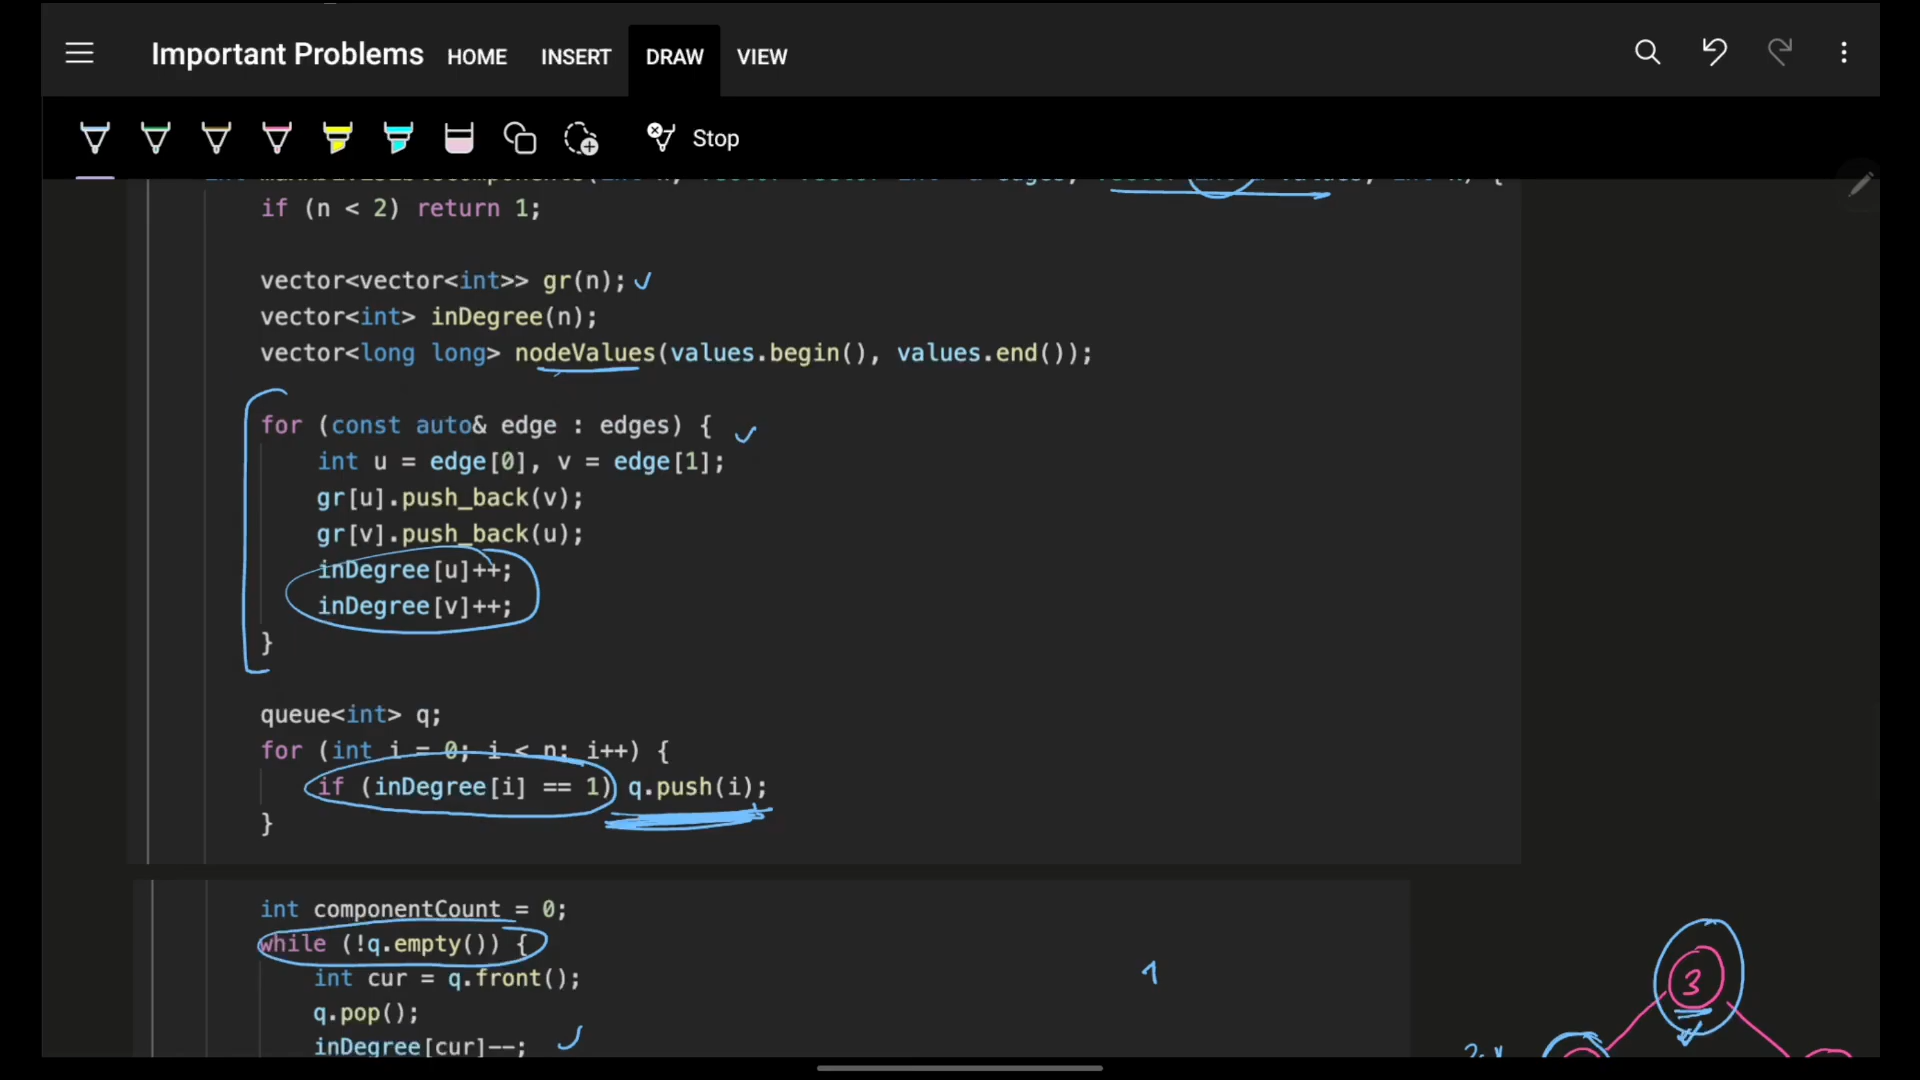 Important Problems HOME INSERT DRAW VIEW
Stop
if (n < 2) return 1;
vector<vector<int>> gr(n);
vector<int> inDegree(n);
vector<long long> nodeValues(values.begin(), values.end());
for (const auto& edge : edges) {
int u = edge[0], v = edge[1];
gr[u].push_back(v);
gr[v].push_back(u);
inDegree[u]++;
inDegree[v]++;
}
queue<int> q;
for (int i = 0; i < n; i++) {
if (inDegree[i] == 1) q.push(i);
}
int componentCount = 0;
while (!q.empty()) {
int cur = q.front();
q.pop();
inDegree[cur]--;
1
3